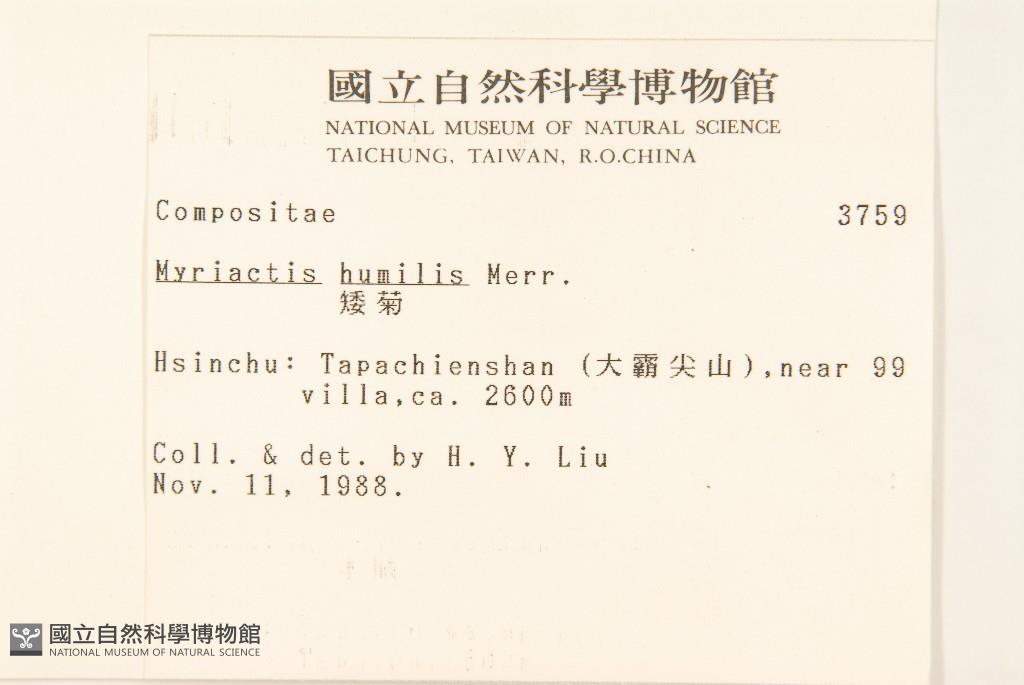 國立自然科學博物館
NATIONAL MUSEUM OF NATURAL SCIENCE
TAICHUNG, TAIWAN, R.O.CHINA
Compositae 3759
Myriactis humilis Merr.
矮菊
Hsinchu: Tapachienshan (大霸尖山),near 99
villa,ca. 2600m
Coll. & det. by H. Y. Liu
Nov. 11, 1988.
國立自然科學博物館
NATIONAL MUSEUM OF NATURAL SCIENCE